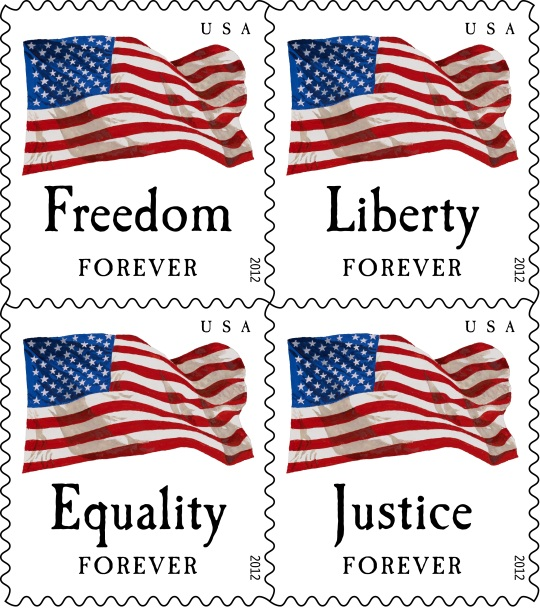 USA
Freedom
FOREVER
2012
USA
Liberty
FOREVER
2012
USA
Equality
FOREVER
2012
USA
Justice
FOREVER
2012